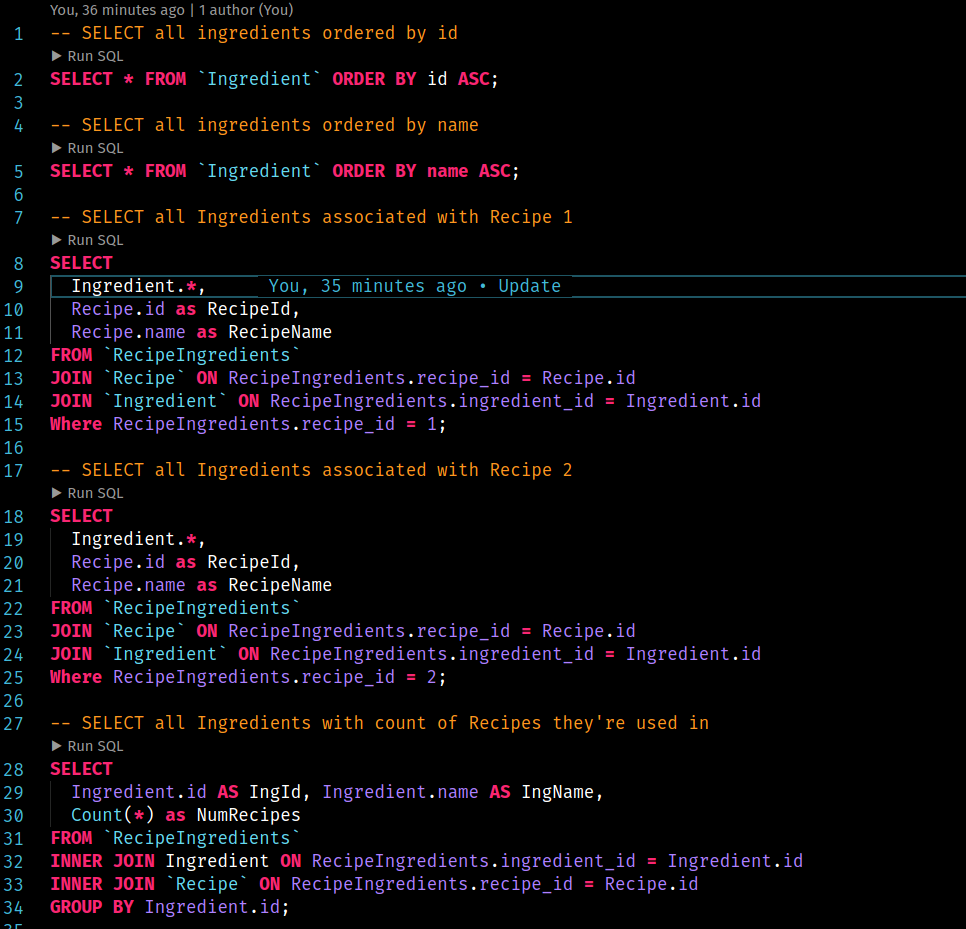 You, 36 minutes ago | 1 author (You)
1 -- SELECT all ingredients ordered by id
▶ Run SQL
2 SELECT * FROM `Ingredient` ORDER BY id ASC;
3
4 -- SELECT all ingredients ordered by name
▶ Run SQL
5 SELECT * FROM `Ingredient` ORDER BY name ASC;
6
7 -- SELECT all Ingredients associated with Recipe 1
▶ Run SQL
8 SELECT
9   Ingredient.*,      You, 35 minutes ago • Update
10   Recipe.id as RecipeId,
11   Recipe.name as RecipeName
12 FROM `RecipeIngredients`
13 JOIN `Recipe` ON RecipeIngredients.recipe_id = Recipe.id
14 JOIN `Ingredient` ON RecipeIngredients.ingredient_id = Ingredient.id
15 Where RecipeIngredients.recipe_id = 1;
16
17 -- SELECT all Ingredients associated with Recipe 2
▶ Run SQL
18 SELECT
19   Ingredient.*,
20   Recipe.id as RecipeId,
21   Recipe.name as RecipeName
22 FROM `RecipeIngredients`
23 JOIN `Recipe` ON RecipeIngredients.recipe_id = Recipe.id
24 JOIN `Ingredient` ON RecipeIngredients.ingredient_id = Ingredient.id
25 Where RecipeIngredients.recipe_id = 2;
26
27 -- SELECT all Ingredients with count of Recipes they're used in
▶ Run SQL
28 SELECT
29   Ingredient.id AS IngId, Ingredient.name AS IngName,
30   Count(*) as NumRecipes
31 FROM `RecipeIngredients`
32 INNER JOIN Ingredient ON RecipeIngredients.ingredient_id = Ingredient.id
33 INNER JOIN `Recipe` ON RecipeIngredients.recipe_id = Recipe.id
34 GROUP BY Ingredient.id;